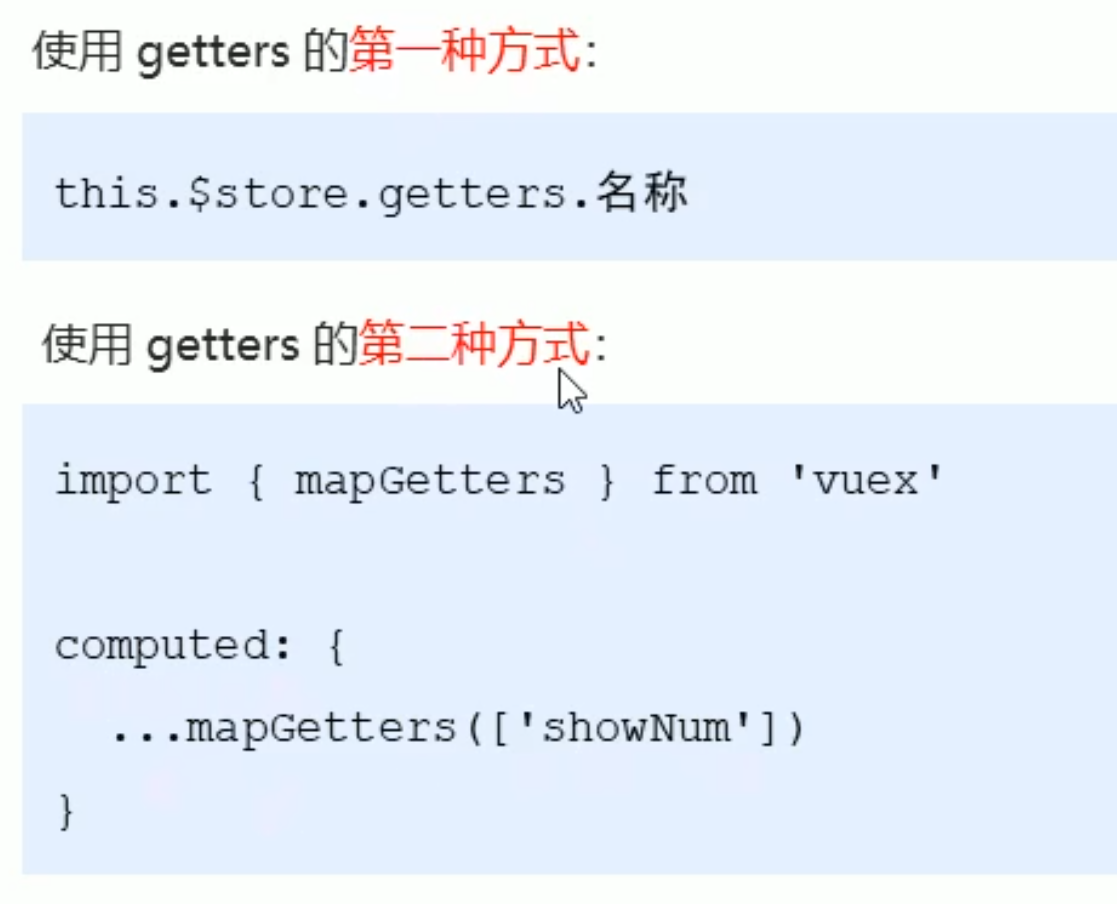 使用 getters 的第一种方式：
this.$store.getters.名称
使用 getters 的第二种方式：
import { mapGetters } from 'vuex'
computed: {
...mapGetters(['showNum'])
}